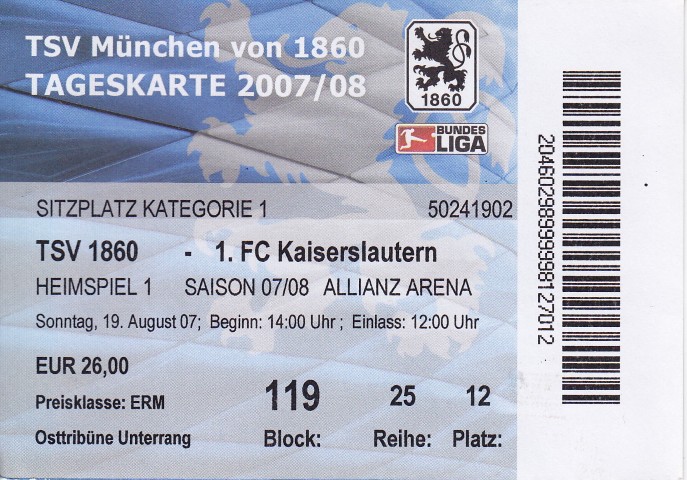 TSV München von 1860
TAGESKARTE 2007/08
1860
BUNDES
LIGA
SITZPLATZ KATEGORIE 1 50241902
TSV 1860 - 1. FC Kaiserslautern
HEIMSPIEL 1 SAISON 07/08 ALLIANZ ARENA
Sonntag, 19. August 07; Beginn: 14:00 Uhr ; Einlass: 12:00 Uhr
EUR 26,00
Preisklasse: ERM 119 25 12
Osttribüne Unterrang Block: Reihe: Platz:
20460298999998127012